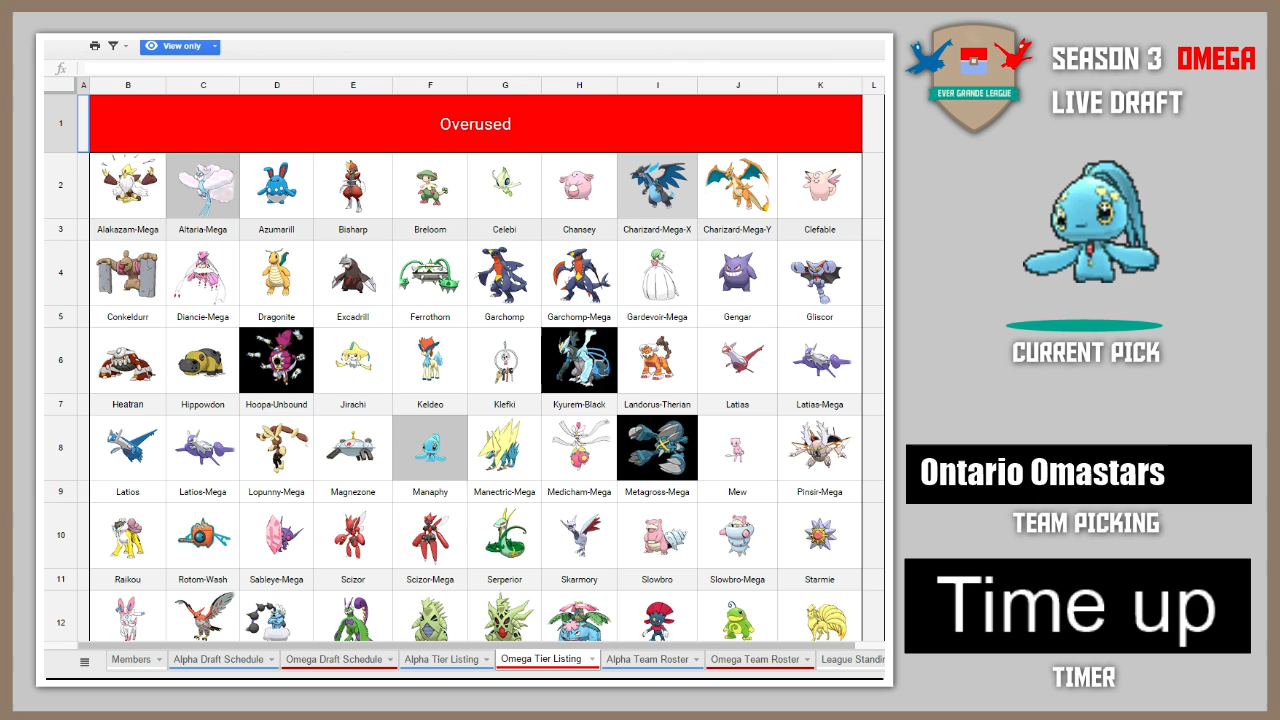 View only
fx
A B C D E F G H I J K L
1 Overused
2
3 Alakazam-Mega Altaria-Mega Azumarill Bisharp Breloom Celebi Chansey Charizard-Mega-X Charizard-Mega-Y Clefable
4
5 Conkeldurr Diancie-Mega Dragonite Excadrill Ferrothorn Garchomp Garchomp-Mega Gardevoir-Mega Gengar Gliscor
6
7 Heatran Hippowdon Hoopa-Unbound Jirachi Keldeo Klefki Kyurem-Black Landorus-Therian Latias Latias-Mega
8
9 Latios Latios-Mega Lopunny-Mega Magnezone Manaphy Manectric-Mega Medicham-Mega Metagross-Mega Mew Pinsir-Mega
10
11 Raikou Rotom-Wash Sableye-Mega Scizor Scizor-Mega Serperior Skarmory Slowbro Slowbro-Mega Starmie
12
Members Alpha Draft Schedule Omega Draft Schedule Alpha Tier Listing Omega Tier Listing Alpha Team Roster Omega Team Roster League Standi
EVER GRANDE LEAGUE
SEASON 3 OMEGA
LIVE DRAFT
CURRENT PICK
Ontario Omastars
TEAM PICKING
Time up
TIMER